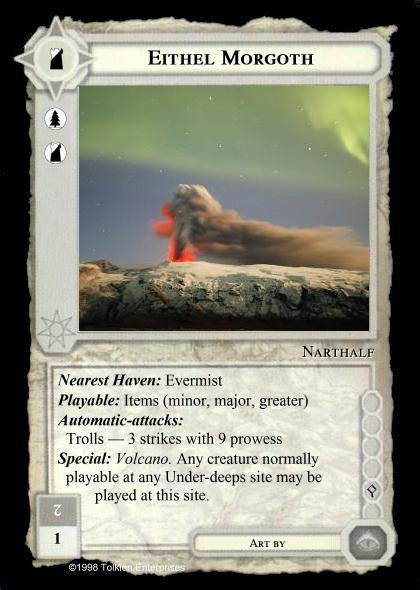 EITHEL MORGOTH
NARTHALF
Nearest Haven: Evermist
Playable: Items (minor, major, greater)
Automatic-attacks:
Trolls — 3 strikes with 9 prowess
Special: Volcano. Any creature normally
playable at any Under-deeps site may be
played at this site.
2
1
ART BY
©1998 Tolkien Enterprises